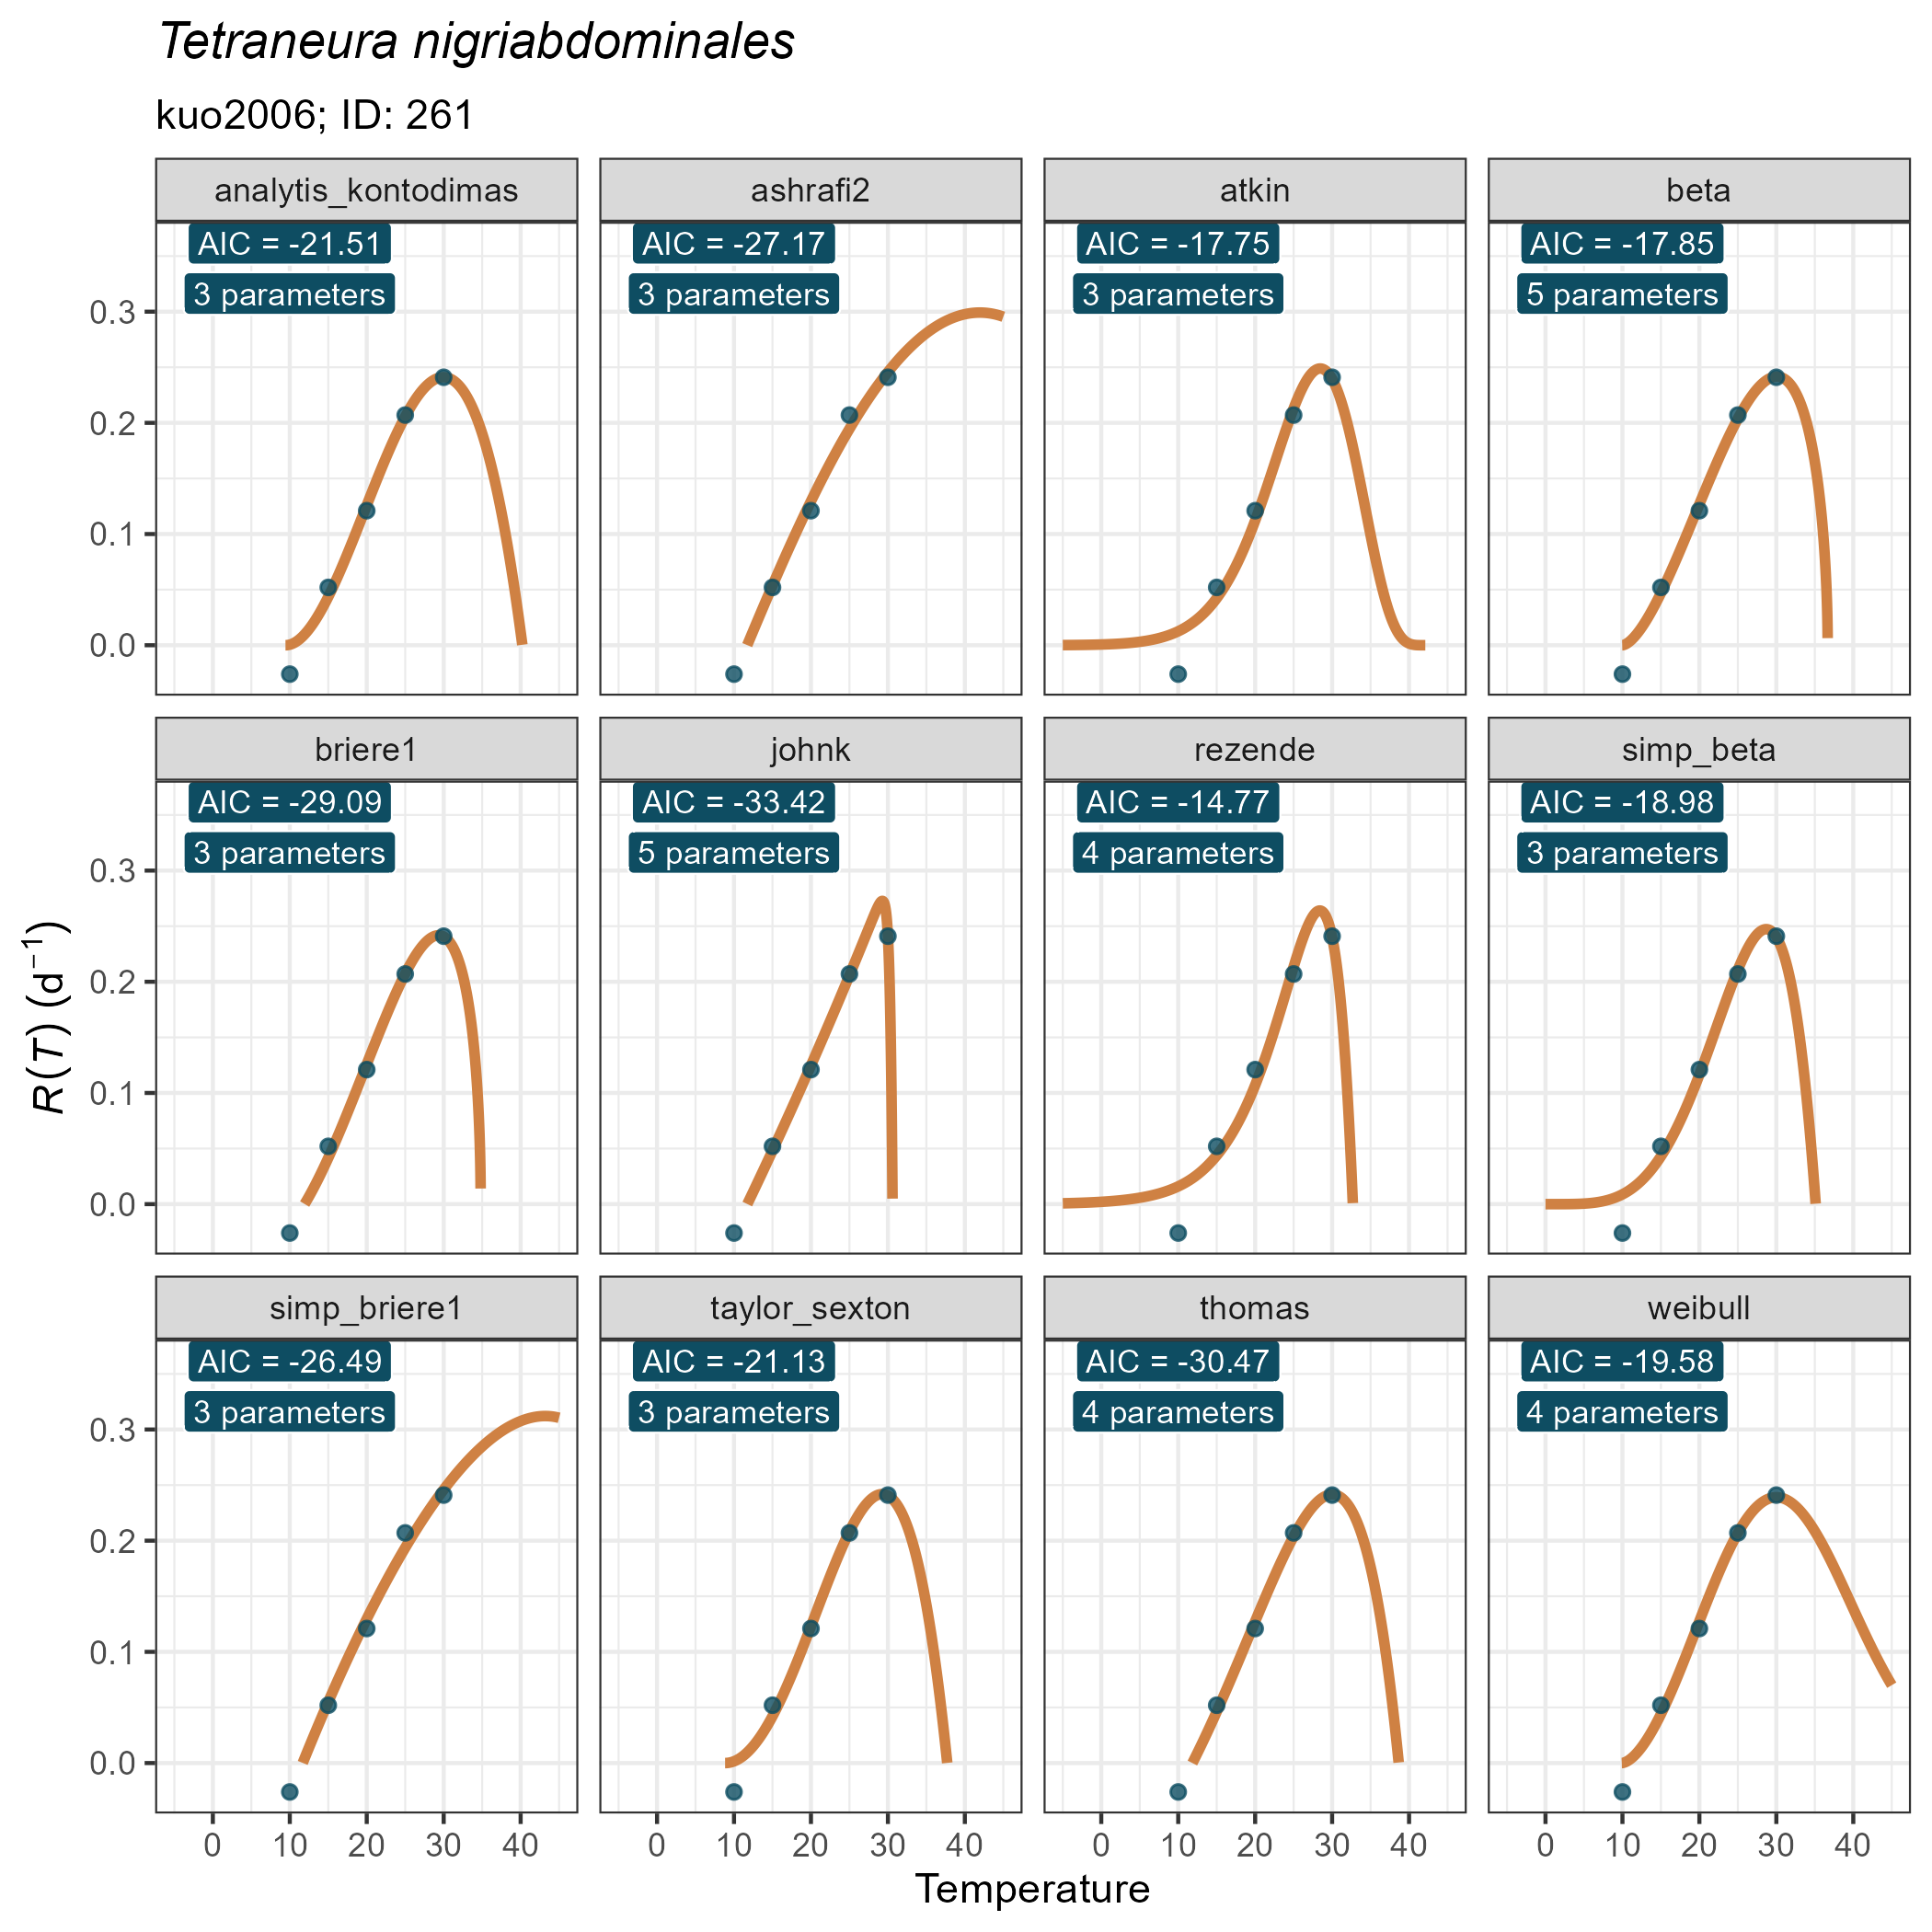 Tetraneura nigriabdominales
kuo2006; ID: 261
analytis_kontodimas
ashrafi2
atkin
beta
AIC = -21.51
3 parameters
AIC = -27.17
3 parameters
AIC = -17.75
3 parameters
AIC = -17.85
5 parameters
0.3
0.2
0.1
0.0
briere1
johnk
rezende
simp_beta
AIC = -29.09
3 parameters
AIC = -33.42
5 parameters
AIC = -14.77
4 parameters
AIC = -18.98
3 parameters
0.3
0.2
0.1
0.0
R(T) (d⁻¹)
simp_briere1
taylor_sexton
thomas
weibull
AIC = -26.49
3 parameters
AIC = -21.13
3 parameters
AIC = -30.47
4 parameters
AIC = -19.58
4 parameters
0.3
0.2
0.1
0.0
0 10 20 30 40
0 10 20 30 40
0 10 20 30 40
0 10 20 30 40
Temperature